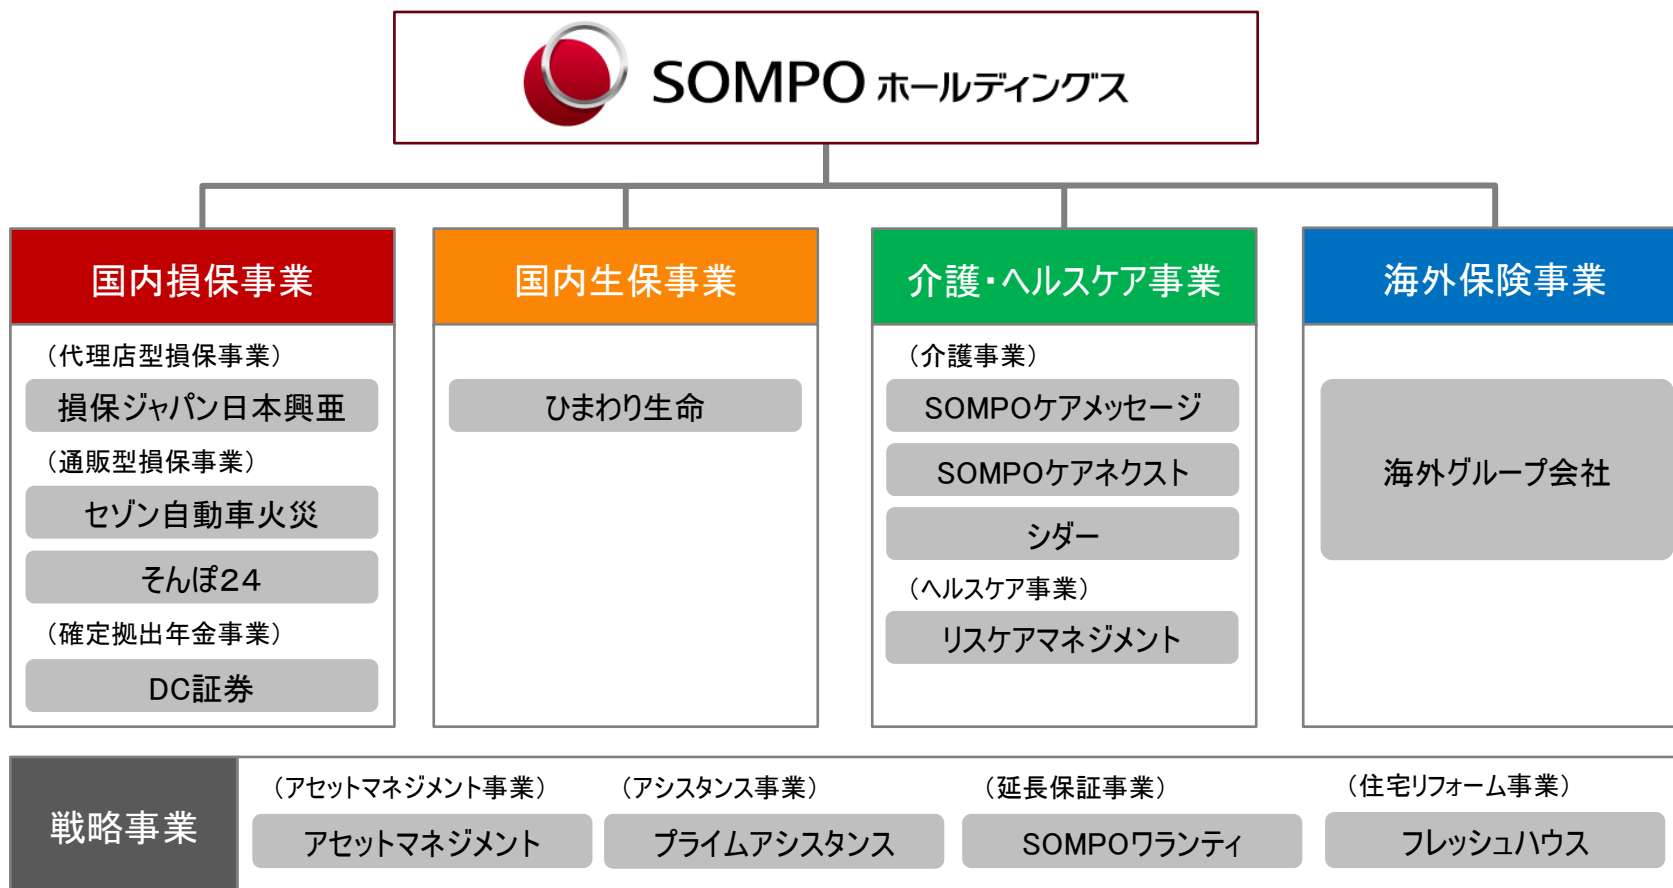 SOMPO ホールディングス
国内損保事業
（代理店型損保事業）
損保ジャパン日本興亜
（通販型損保事業）
セゾン自動車火災
そんぽ２４
（確定拠出年金事業）
DC証券
国内生保事業
ひまわり生命
介護・ヘルスケア事業
（介護事業）
SOMPOケアメッセージ
SOMPOケアネクスト
シダー
（ヘルスケア事業）
リスケアマネジメント
海外保険事業
海外グループ会社
戦略事業
（アセットマネジメント事業）
アセットマネジメント
（アシスタンス事業）
プライムアシスタンス
（延長保証事業）
SOMPOワランティ
（住宅リフォーム事業）
フレッシュハウス